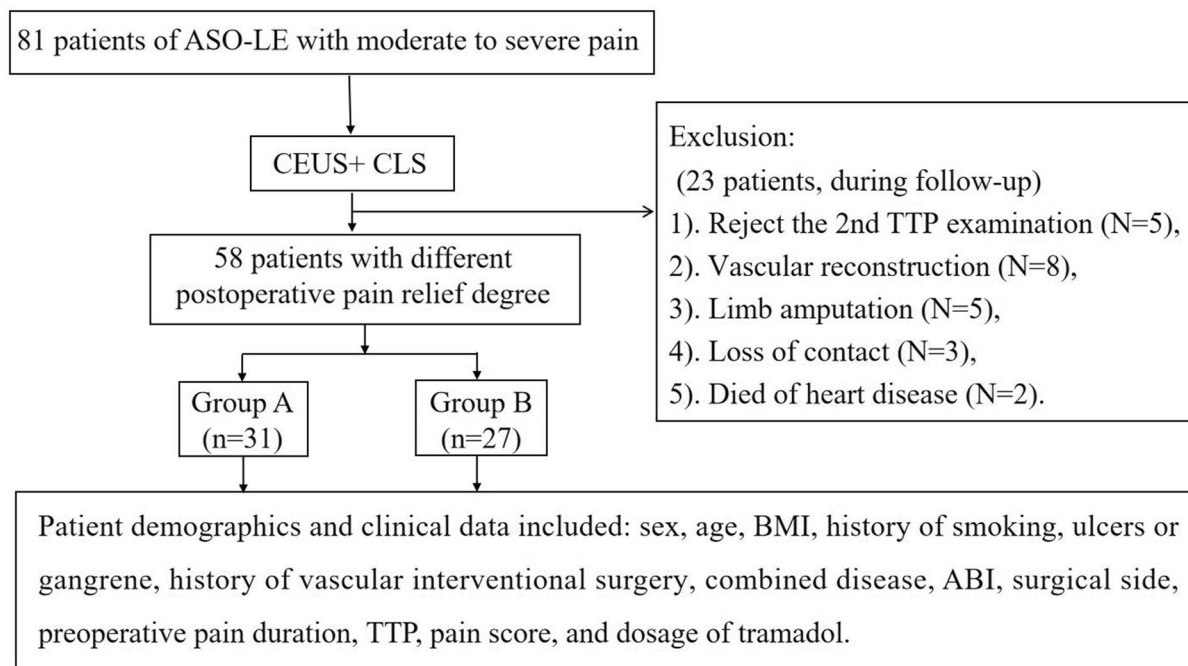 81 patients of ASO-LE with moderate to severe pain
CEUS+ CLS
Exclusion:
(23 patients, during follow-up)
1). Reject the 2nd TTP examination (N=5),
2). Vascular reconstruction (N=8),
3). Limb amputation (N=5),
4). Loss of contact (N=3),
5). Died of heart disease (N=2).
58 patients with different
postoperative pain relief degree
Group A
(n=31)
Group B
(n=27)
Patient demographics and clinical data included: sex, age, BMI, history of smoking, ulcers or
gangrene, history of vascular interventional surgery, combined disease, ABI, surgical side,
preoperative pain duration, TTP, pain score, and dosage of tramadol.